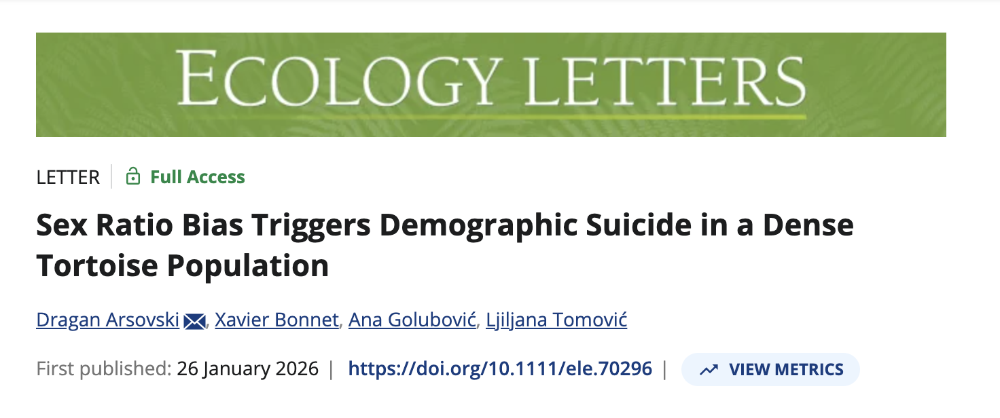 ECOLOGY LETTERS
LETTER | Full Access
Sex Ratio Bias Triggers Demographic Suicide in a Dense
Tortoise Population
Dragan Arsovski, Xavier Bonnet, Ana Golubović, Ljiljana Tomović
First published: 26 January 2026 | https://doi.org/10.1111/ele.70296 | VIEW METRICS